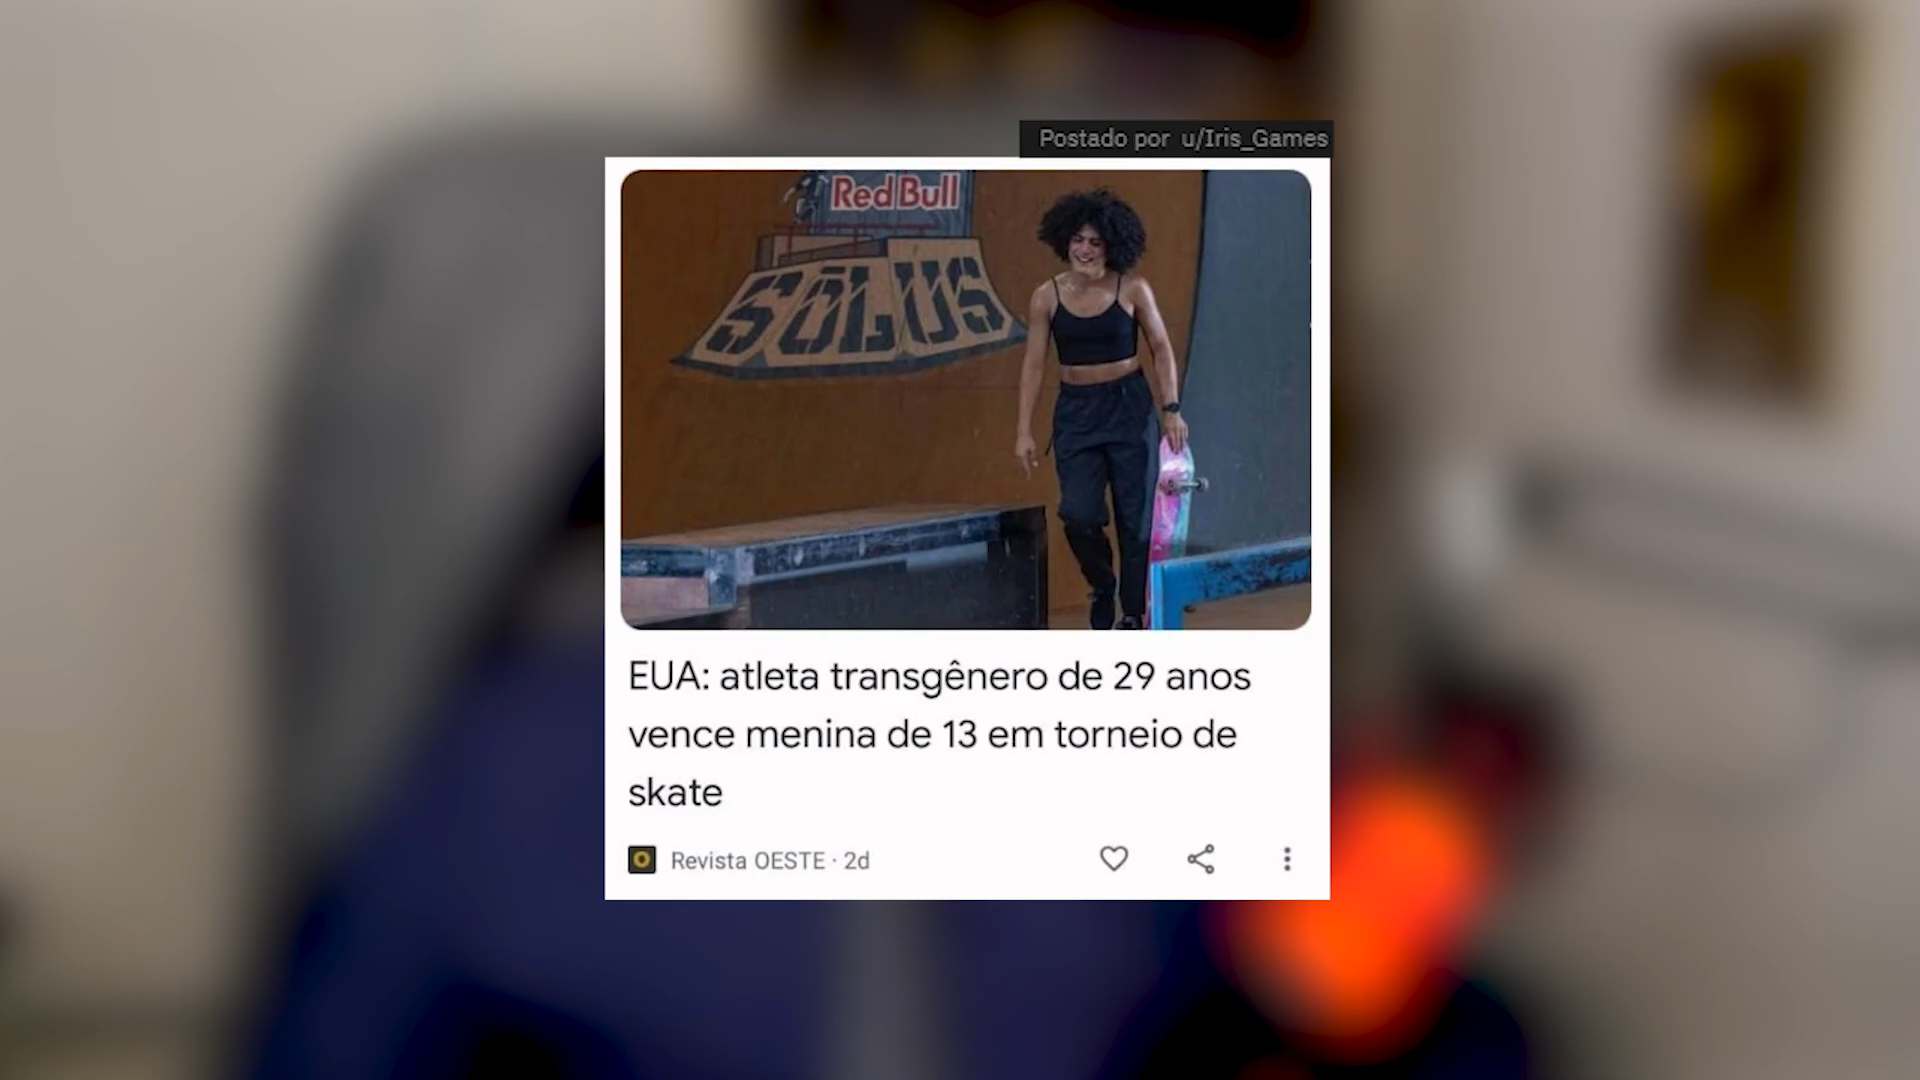 Postado por u/Iris_Games
Red Bull
SŌLUS
EUA: atleta transgênero de 29 anos
vence menina de 13 em torneio de
skate
Revista OESTE · 2d